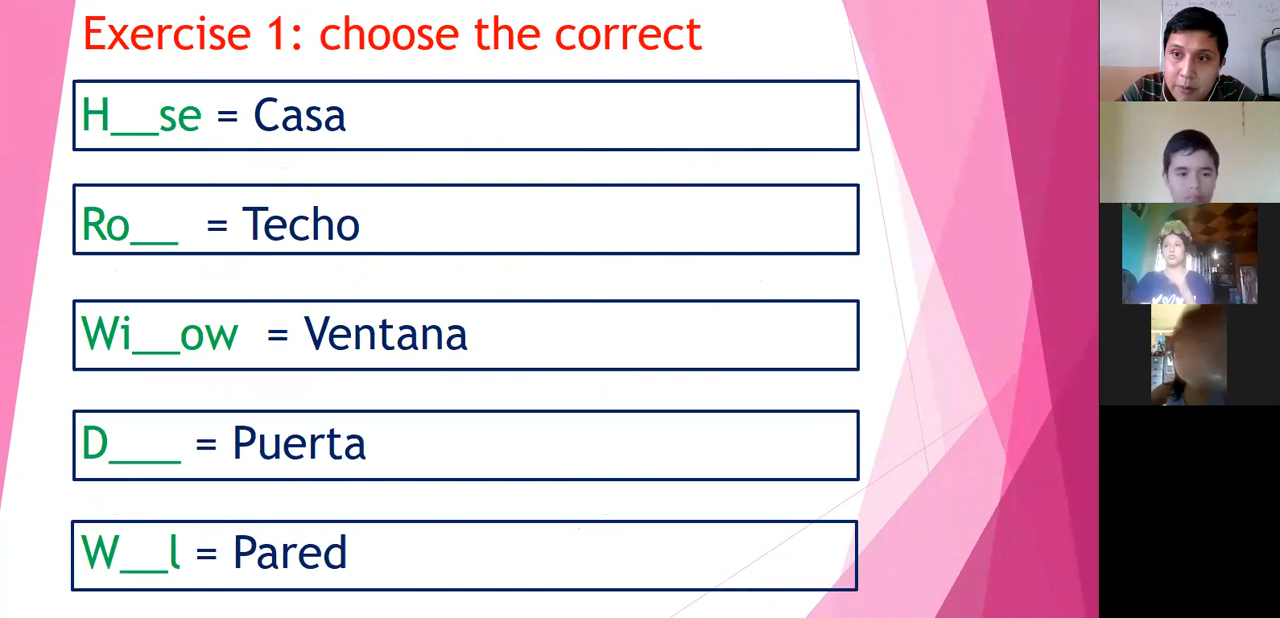 Exercise 1: choose the correct
H__se = Casa
Ro__ = Techo
Wi__ow = Ventana
D___ = Puerta
W__l = Pared